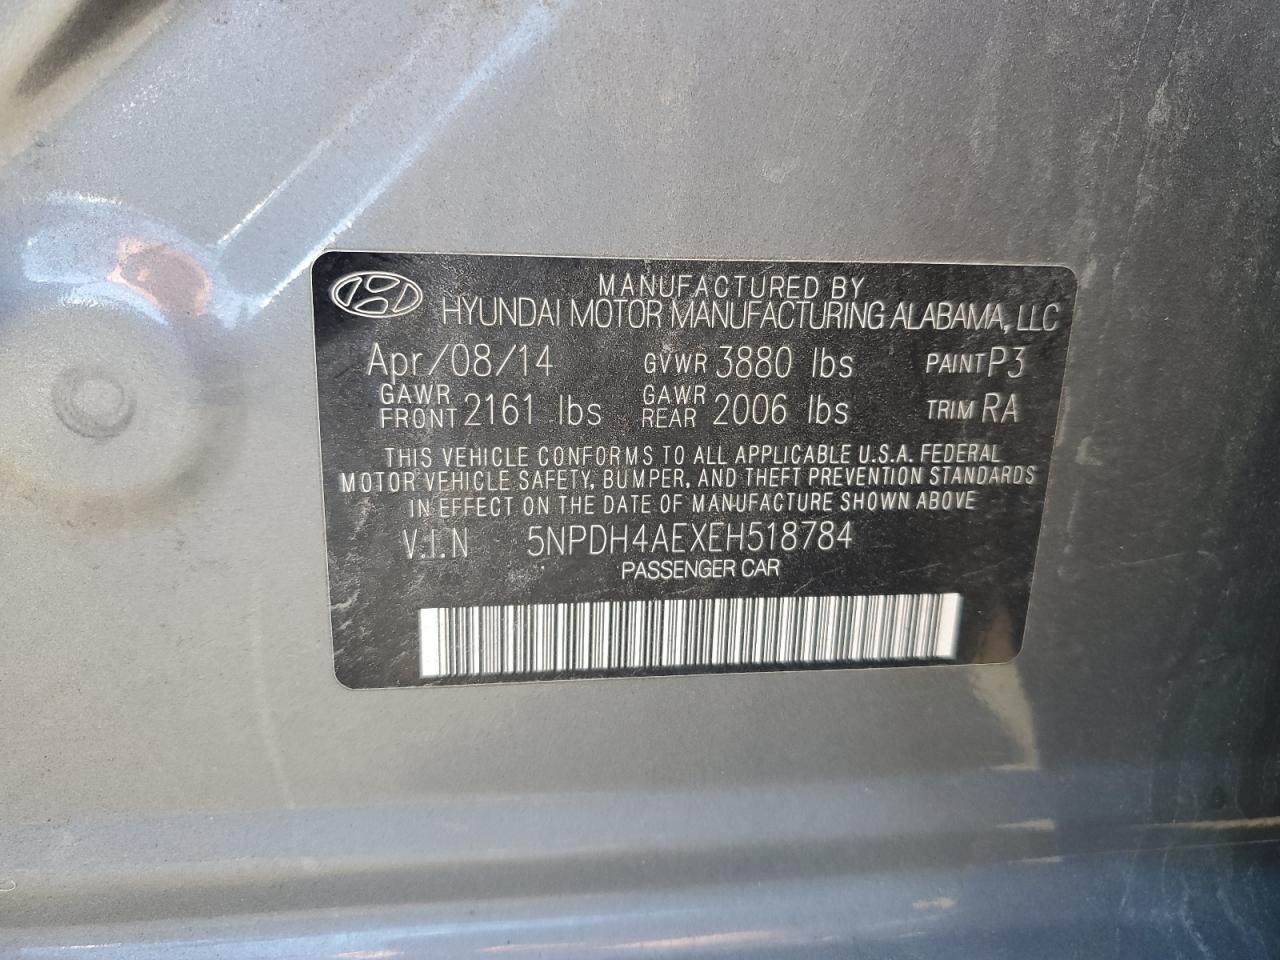 MANUFACTURED BY
HYUNDAI MOTOR MANUFACTURING ALABAMA, LLC
Apr/08/14 GVWR 3880 lbs PAINT P3
GAWR FRONT 2161 lbs GAWR REAR 2006 lbs TRIM RA
THIS VEHICLE CONFORMS TO ALL APPLICABLE U.S.A. FEDERAL
MOTOR VEHICLE SAFETY, BUMPER, AND THEFT PREVENTION STANDARDS
IN EFFECT ON THE DATE OF MANUFACTURE SHOWN ABOVE
V.I.N 5NPDH4AEXEH518784
PASSENGER CAR